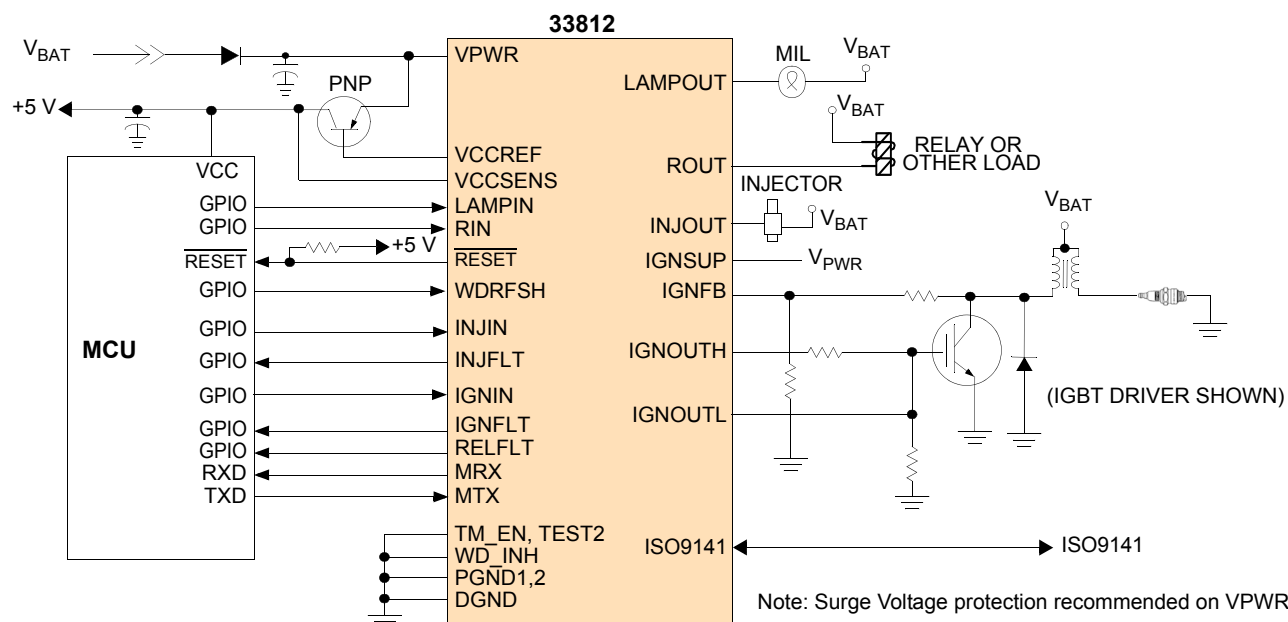 33812
V_BAT
VPWR
PNP
+5 V
VCCREF
VCCSENS
VCC
GPIO
LAMPIN
GPIO
RIN
RESET
+5 V
RESET
GPIO
WDRFSH
GPIO
INJIN
MCU
GPIO
INJFLT
GPIO
IGNIN
GPIO
IGNFLT
GPIO
RELFLT
RXD
MRX
TXD
MTX
TM_EN, TEST2
WD_INH
PGND1,2
DGND
LAMPOUT
MIL
V_BAT
V_BAT
ROUT
RELAY OR
OTHER LOAD
INJECTOR
INJOUT
V_BAT
V_BAT
IGNSUP
V_PWR
IGNFB
IGNOUTH
IGNOUTL
(IGBT DRIVER SHOWN)
ISO9141
ISO9141
Note: Surge Voltage protection recommended on VPWR